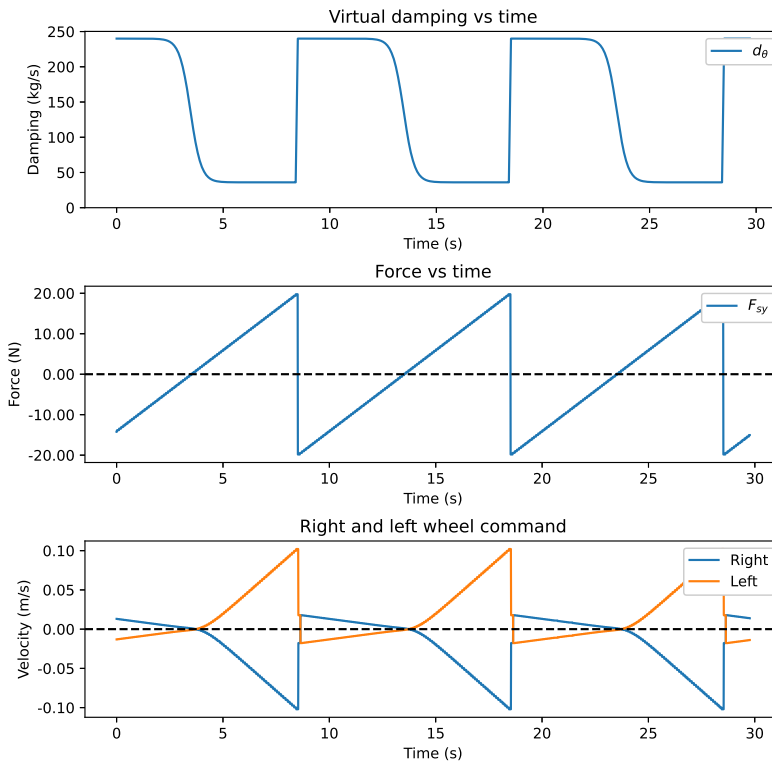 Virtual damping vs time
Damping (kg/s)
250
200
150
100
50
0
d_θ
0 5 10 15 20 25 30
Time (s)
Force vs time
Force (N)
20.00
10.00
0.00
-10.00
-20.00
F_sy
0 5 10 15 20 25 30
Time (s)
Right and left wheel command
Velocity (m/s)
0.10
0.05
0.00
-0.05
-0.10
Right
Left
0 5 10 15 20 25 30
Time (s)